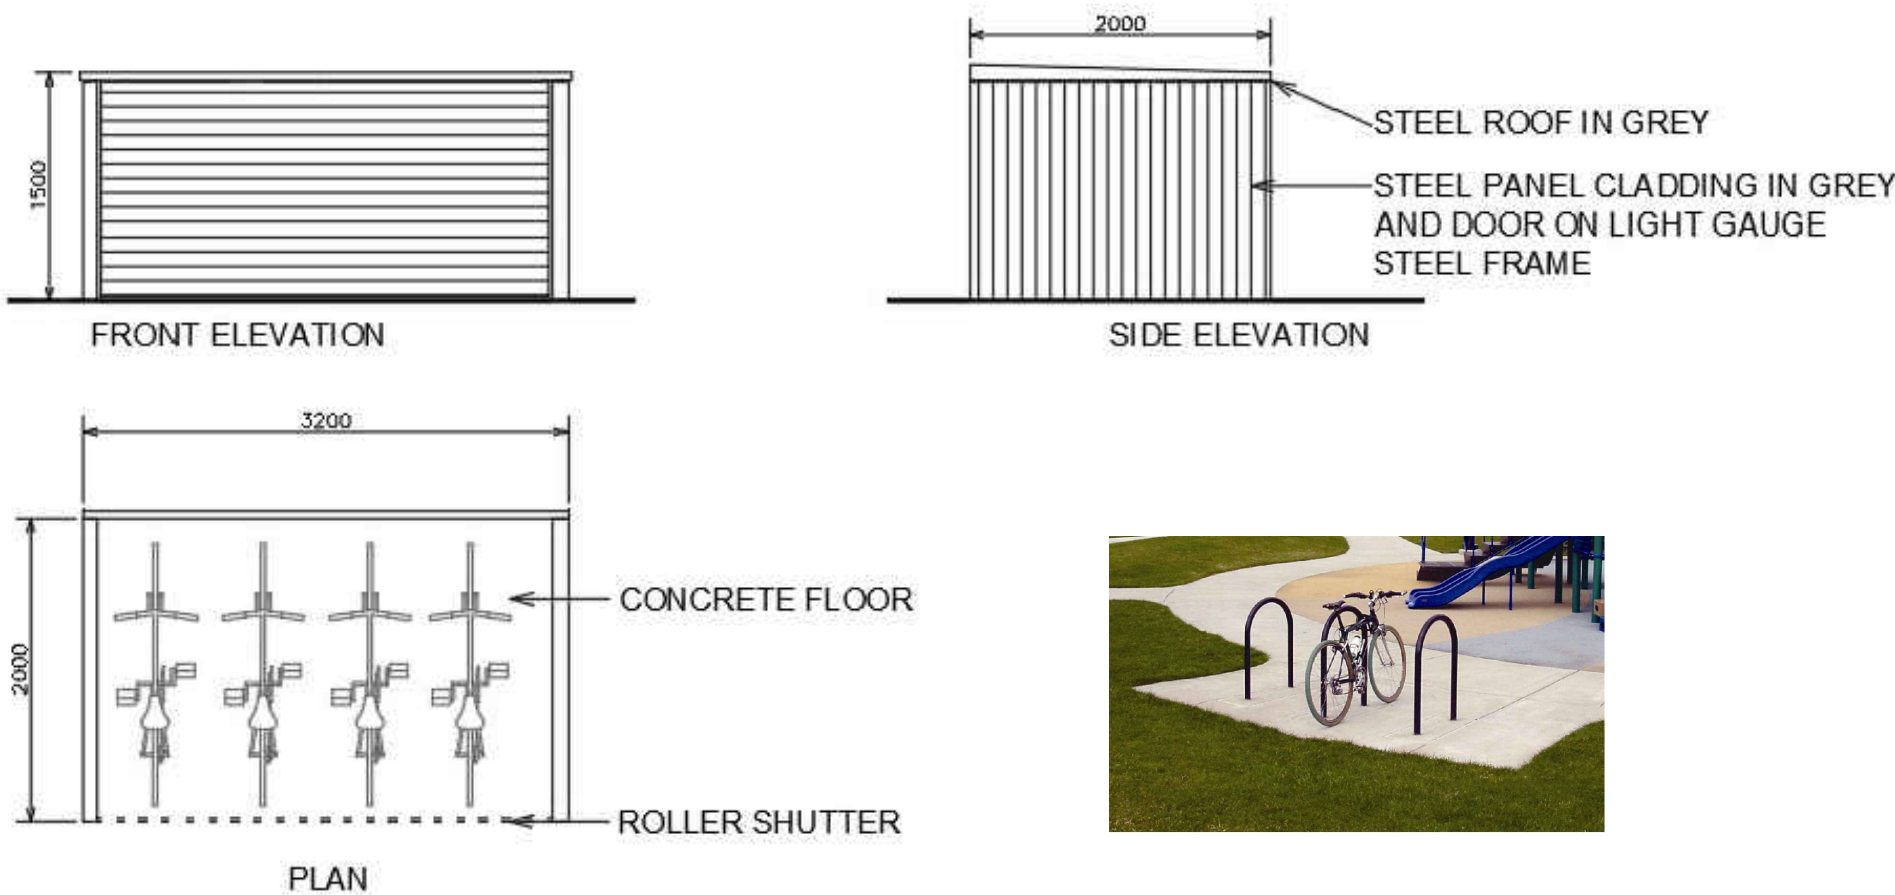 2000
1500
STEEL ROOF IN GREY
STEEL PANEL CLADDING IN GREY
AND DOOR ON LIGHT GAUGE
STEEL FRAME
FRONT ELEVATION
SIDE ELEVATION
3200
2000
CONCRETE FLOOR
ROLLER SHUTTER
PLAN